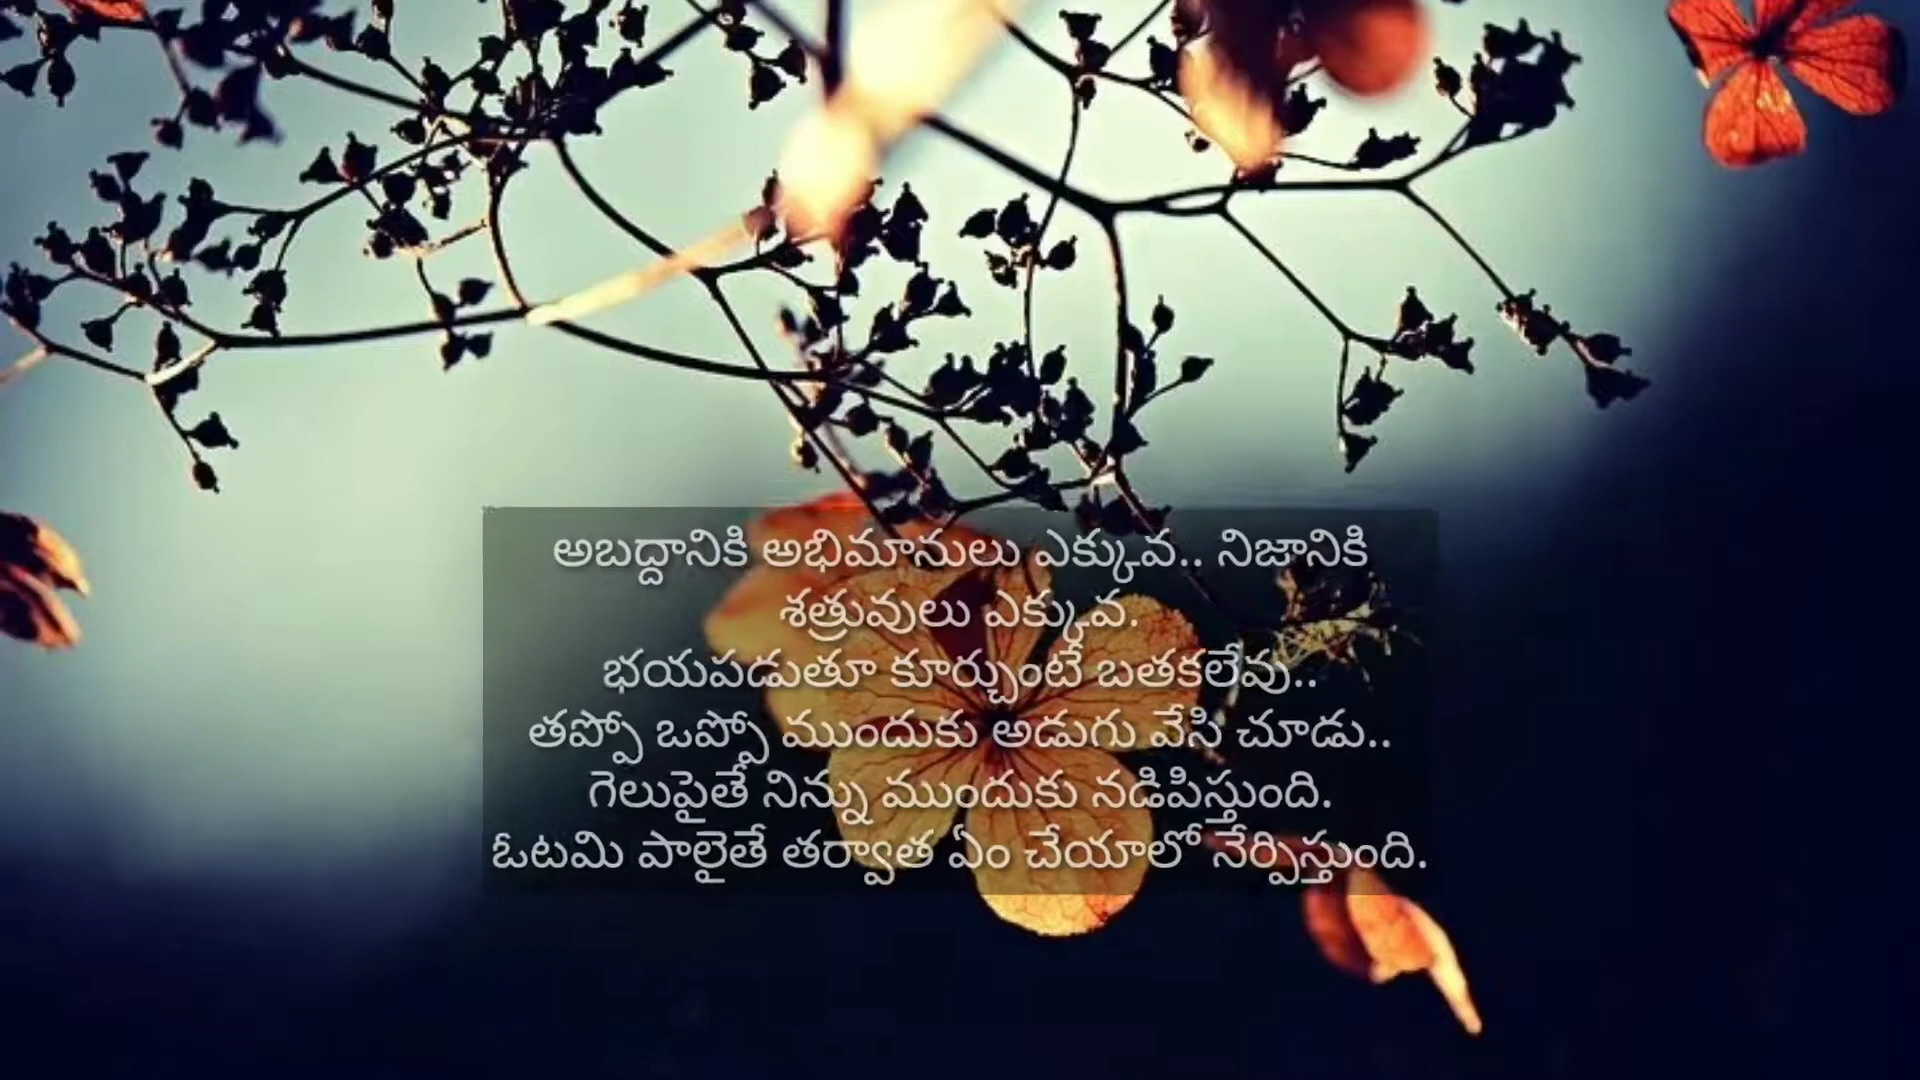 అబద్దానికి అభిమానులు ఎక్కువ.. నిజానికి
శత్రువులు ఎక్కువ.
భయపడుతూ కూర్చుంటే బతకలేవు..
తప్పో ఒప్పో ముందుకు అడుగు వేసి చూడు..
గెలుపైతే నిన్ను ముందుకు నడిపిస్తుంది.
ఓటమి పాలైతే తర్వాత ఏం చేయాలో నేర్పిస్తుంది.